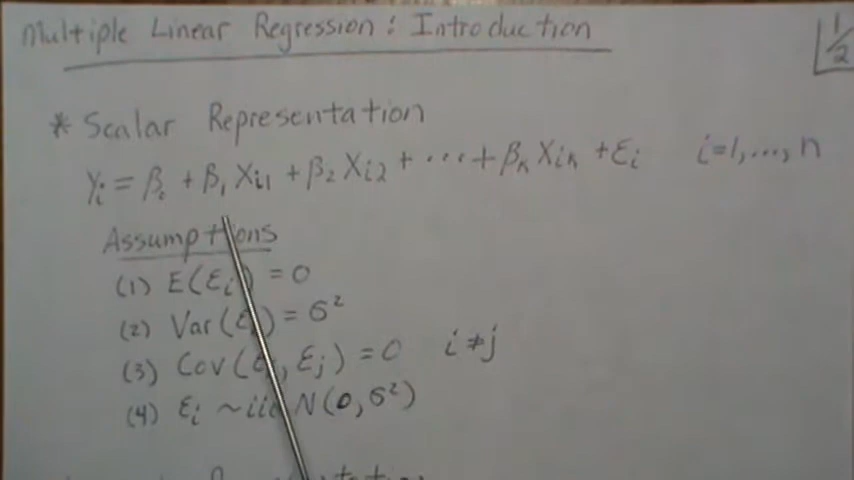 Multiple Linear Regression: Introduction
1/2
* Scalar Representation
Yi = β0 + β1 Xi1 + β2 Xi2 + ... + βk Xik + εi i=1,...,n
Assumptions
(1) E(εi) = 0
(2) Var(εi) = σ²
(3) Cov(εi, εj) = 0 i ≠ j
(4) εi ~ iid N(0, σ²)